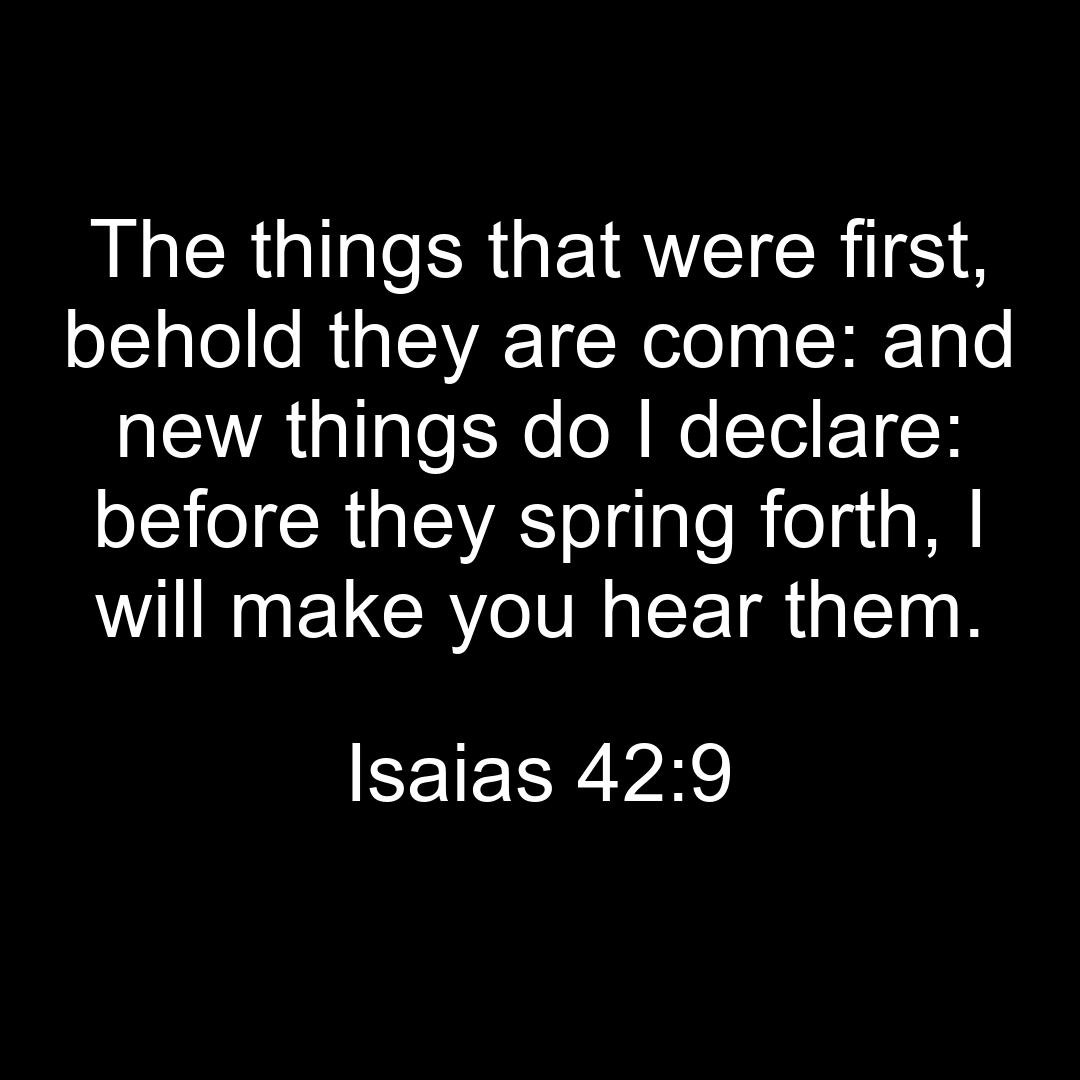 The things that were first,
behold they are come: and
new things do I declare:
before they spring forth, I
will make you hear them.
Isaias 42:9